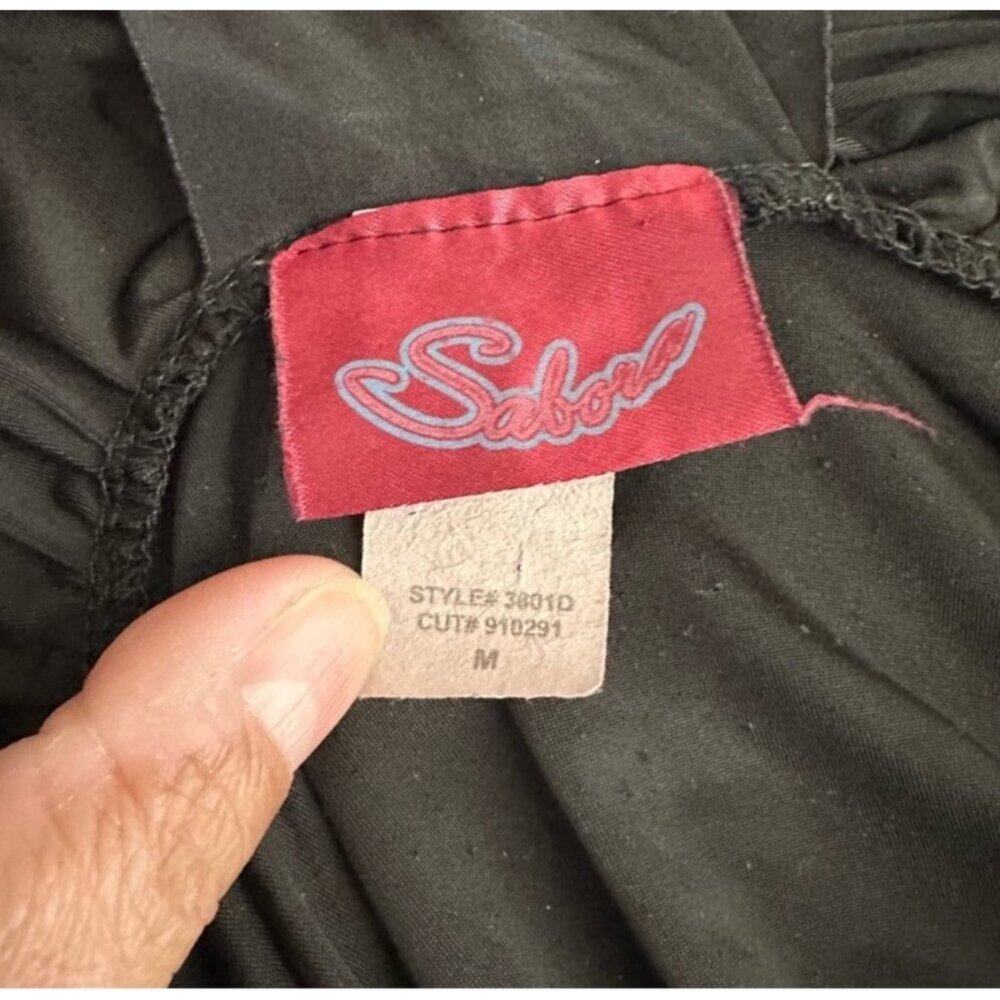 Sabora
STYLE# 3801D
CUT# 910291
M